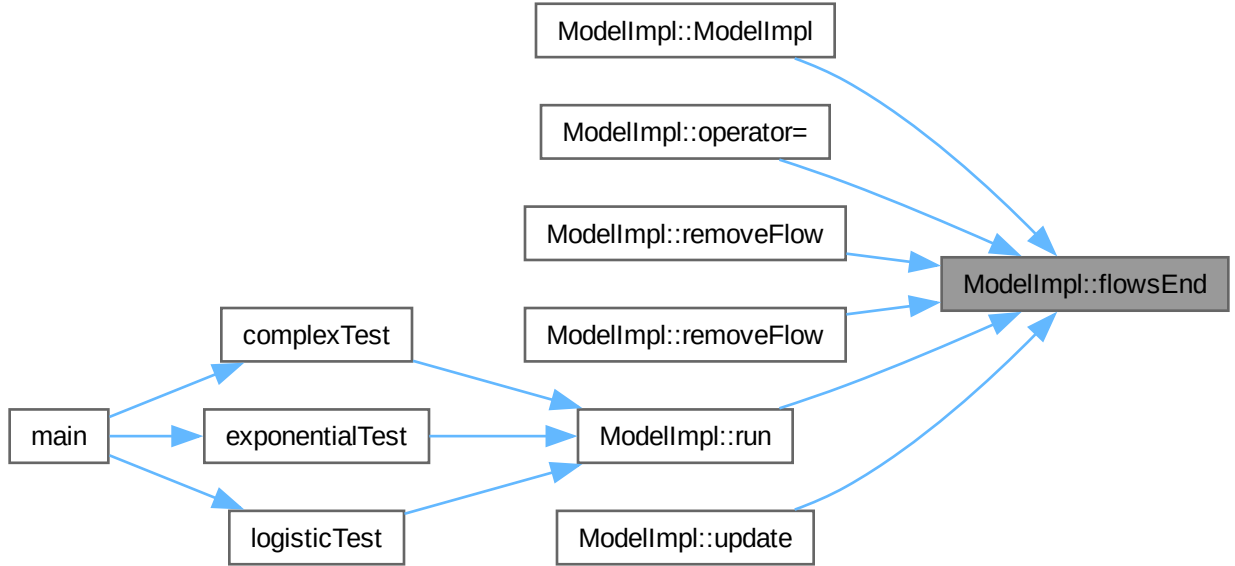 ModelImpl::ModelImpl
ModelImpl::operator=
ModelImpl::removeFlow
ModelImpl::flowsEnd
ModelImpl::removeFlow
complexTest
main
exponentialTest
ModelImpl::run
logisticTest
ModelImpl::update